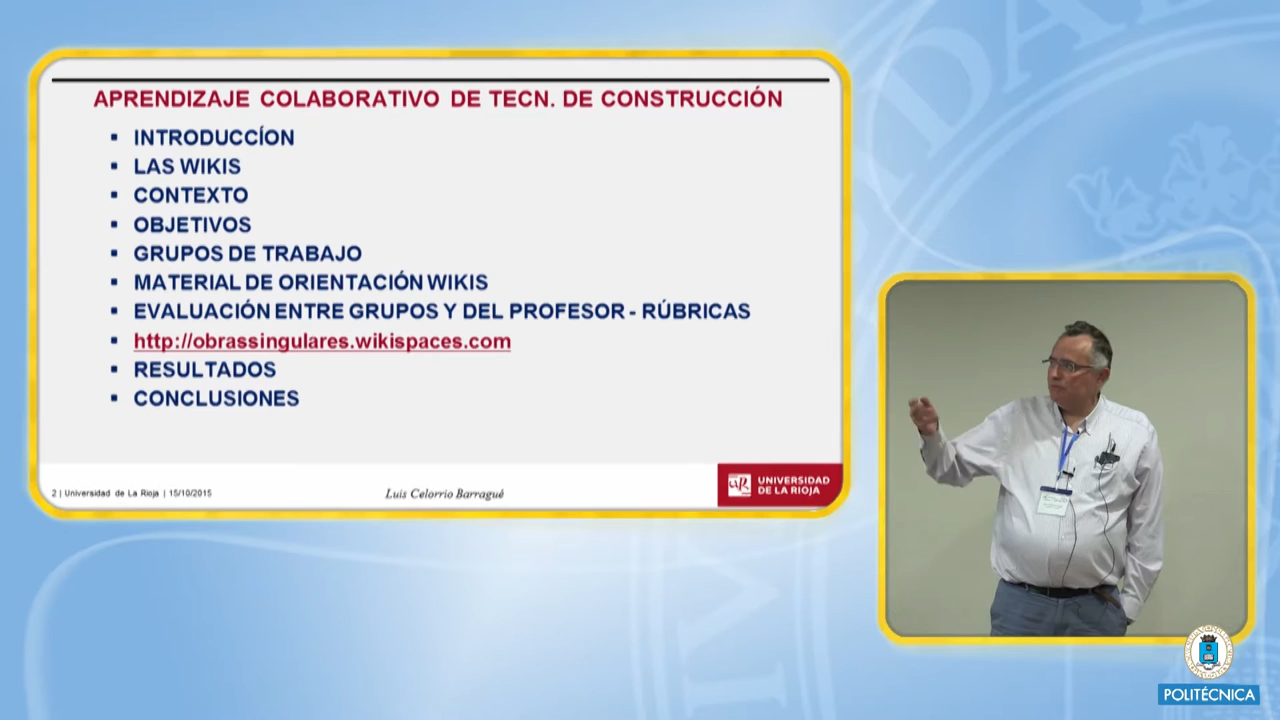 APRENDIZAJE COLABORATIVO DE TECN. DE CONSTRUCCIÓN
▪ INTRODUCCÍON
▪ LAS WIKIS
▪ CONTEXTO
▪ OBJETIVOS
▪ GRUPOS DE TRABAJO
▪ MATERIAL DE ORIENTACIÓN WIKIS
▪ EVALUACIÓN ENTRE GRUPOS Y DEL PROFESOR - RÚBRICAS
▪ http://obrassingulares.wikispaces.com
▪ RESULTADOS
▪ CONCLUSIONES
2 | Universidad de La Rioja | 15/10/2015
Luis Celorrio Barragué
UNIVERSIDAD
DE LA RIOJA
POLITÉCNICA